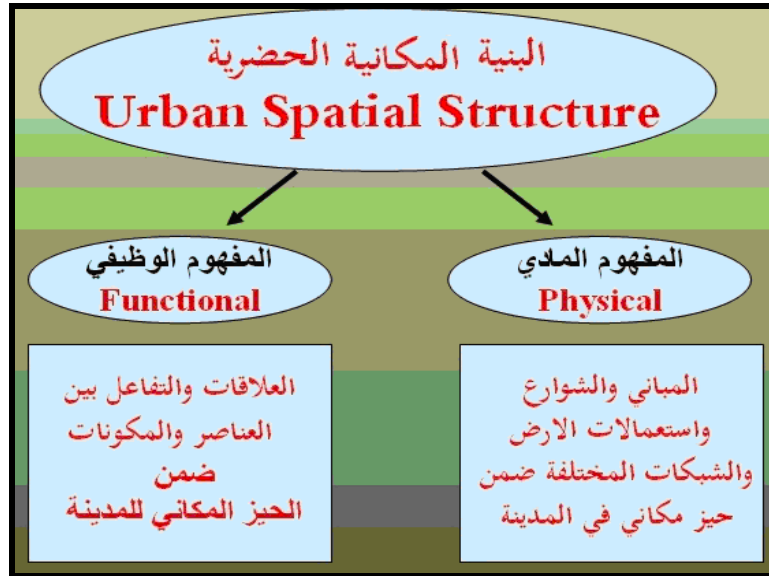 البنية المكانية الحضرية
Urban Spatial Structure
المفهوم المادي
Physical
المباني والشوارع
واستعمالات الارض
والشبكات المختلفة ضمن
حيز مكاني في المدينة
المفهوم الوظيفي
Functional
العلاقات والتفاعل بين
العناصر والمكونات
ضمن
الحيز المكاني للمدينة